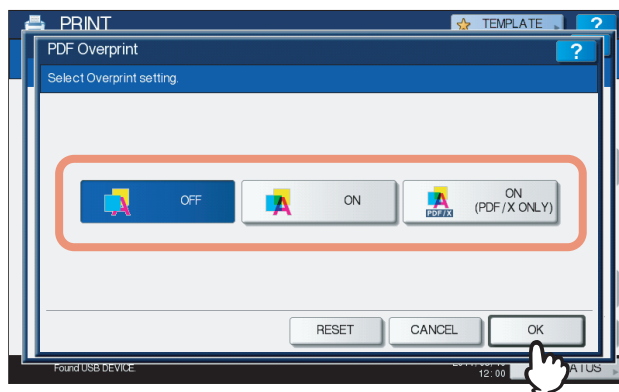 PRINT
TEMPLATE
?
PDF Overprint
?
Select Overprint setting.
OFF
ON
PDF/X
ON
(PDF/X ONLY)
RESET
CANCEL
OK
Found USB DEVICE.
12:00